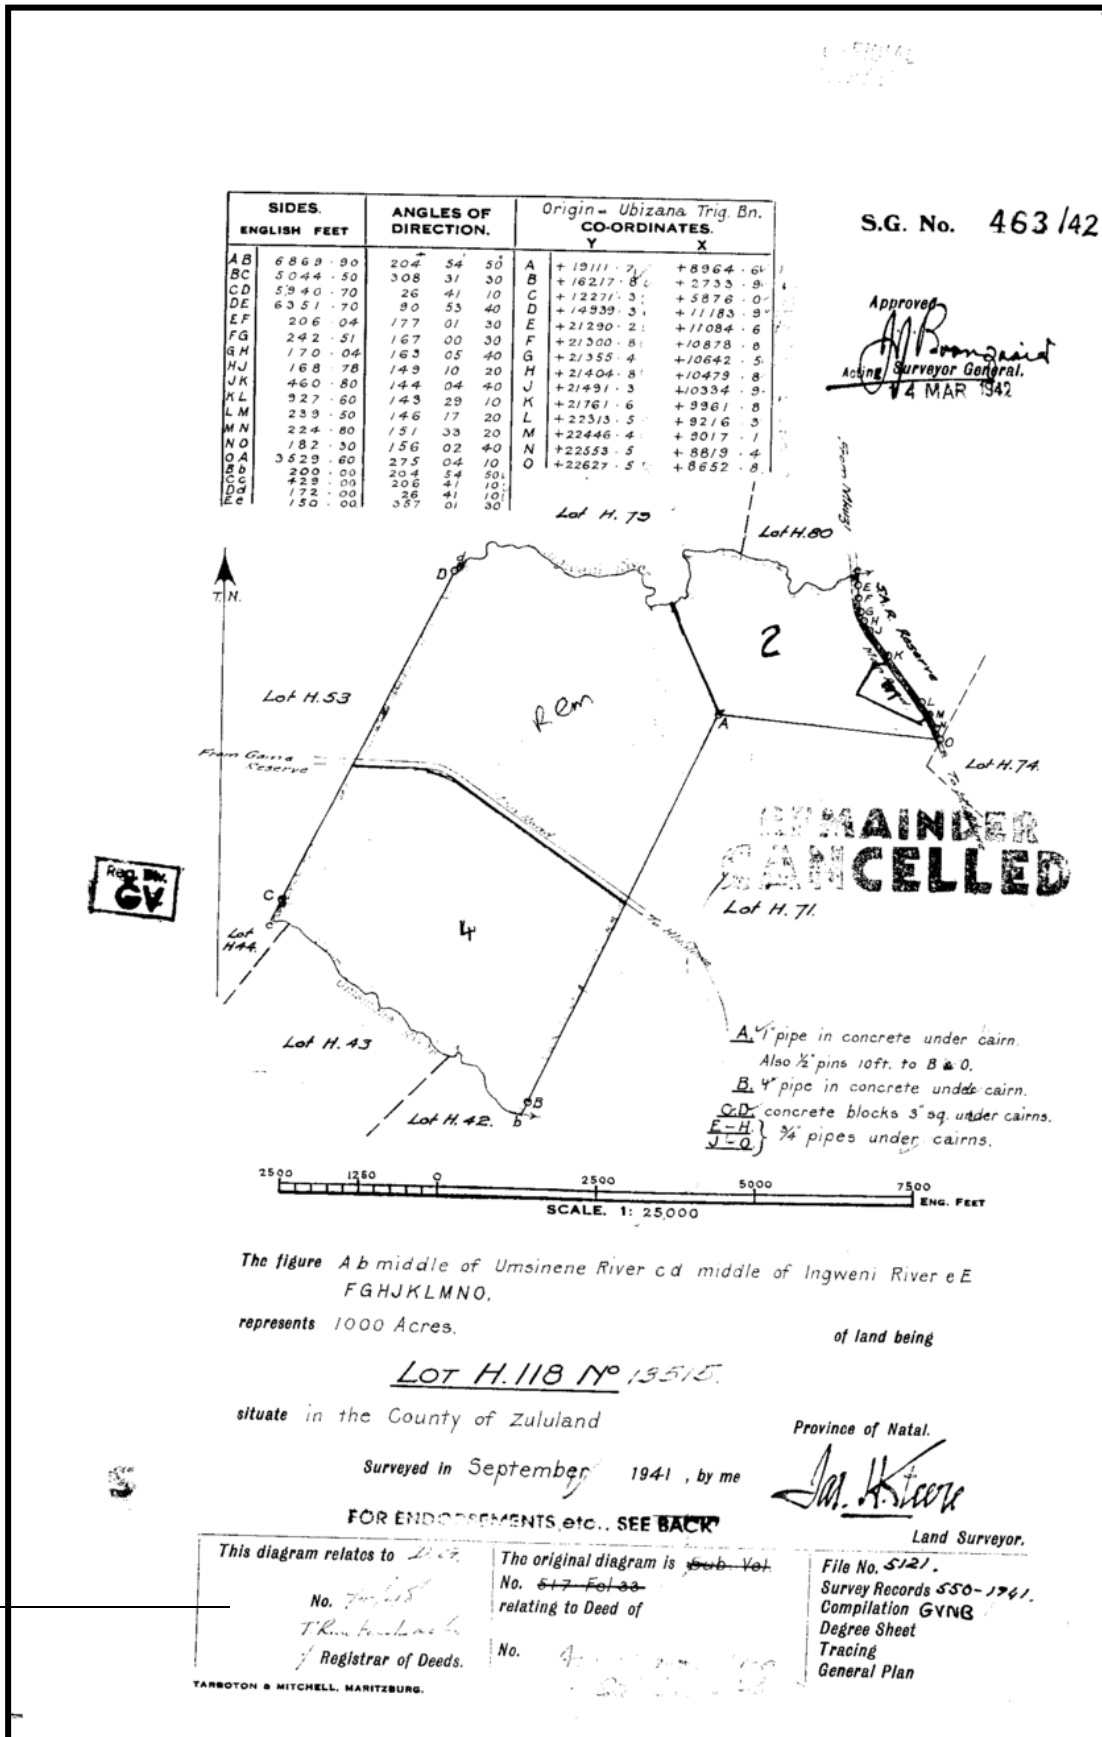 S.G. No. 463/42
SIDES.
ENGLISH FEET
ANGLES OF
DIRECTION.
Origin - Ubizana Trig. Bn.
CO-ORDINATES.
Y X
AB 6869.90 204 54 50 A +19111.7 +8964.6
BC 5044.50 308 31 30 B +16217.8 +2733.9
CD 5940.70 26 41 10 C +12271.3 +5876.0
DE 6351.70 90 53 40 D +14939.3 +11183.9
EF 206.04 177 01 30 E +21290.2 +11084.6
FG 242.51 167 00 30 F +21300.8 +10878.8
GH 170.04 163 05 40 G +21355.4 +10642.5
HJ 168.78 149 10 20 H +21404.8 +10479.8
JK 460.80 144 04 40 J +21491.3 +10334.9
KL 927.60 143 29 10 K +21761.6 +9961.8
LM 239.50 146 17 20 L +22313.5 +9216.3
MN 224.80 151 33 20 M +22446.4 +9017.1
NO 182.30 156 02 40 N +22553.5 +8819.4
OA 3529.60 275 04 10 O +22627.5 +8652.8
Bb 200.00 204 54 50
Cc 429.00 206 41 10
Dd 172.00 26 41 10
Ee 150.00 357 01 30
Approved
Acting Surveyor General.
4 MAR 1942
Lot H.79
Lot H.80
From
D d
E
F
G
H
J
S.A.R. Reserve
T.N.
2
K
Lot H.53
Rem
L
M
N
A
O
From Gama
Reserve
Lot H.74.
REMAINDER
CANCELLED
Reg. Div.
GV
C
c
Lot H.71.
Lot
H44.
4
Lot H.43
A. 1" pipe in concrete under cairn.
Also ½" pins 10ft. to B & O.
B. 4" pipe in concrete under cairn.
B
b
Lot H.42.
C.D. concrete blocks 3" sq. under cairns.
E-H.
J-O. } ¾" pipes under cairns.
2500 1250 0 2500 5000 7500
ENG. FEET
SCALE. 1: 25,000
The figure A b middle of Umsinene River c d middle of Ingweni River e E
FGHJKLMNO.
represents 1000 Acres.
of land being
LOT H.118 No 13515.
situate in the County of Zululand
Province of Natal.
Surveyed in September 1941, by me
Jas. H. Steere
Land Surveyor.
FOR ENDORSEMENTS, etc., SEE BACK
This diagram relates to
No.
Registrar of Deeds.
The original diagram is Sub. Vol
No. 517 Fol 33
relating to Deed of
No.
File No. 5121.
Survey Records 550-1941.
Compilation GVNB
Degree Sheet
Tracing
General Plan
TARBOTON & MITCHELL, MARITZBURG.